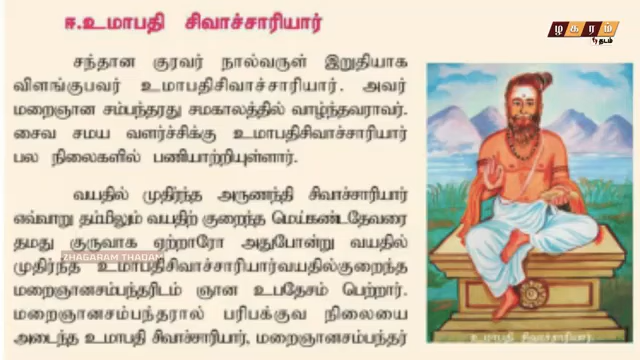 ஈ.உமாபதி சிவாச்சாரியார்
சந்தான குரவர் நால்வருள் இறுதியாக
விளங்குபவர் உமாபதிசிவாச்சாரியார். அவர்
மறைஞான சம்பந்தரது சமகாலத்தில் வாழ்ந்தவராவர்.
சைவ சமய வளர்ச்சிக்கு உமாபதிசிவாச்சாரியார்
பல நிலைகளில் பணியாற்றியுள்ளார்.
வயதில் முதிர்ந்த அருணந்தி சிவாச்சாரியார்
எவ்வாறு தம்மிலும் வயதிற் குறைந்த மெய்கண்டதேவரை
தமது குருவாக ஏற்றாரோ அதுபோன்று வயதில்
முதிர்ந்த உமாபதிசிவாச்சாரியார்வயதில்குறைந்த
மறைஞானசம்பந்தரிடம் ஞான உபதேசம் பெற்றார்.
மறைஞானசம்பந்தரால் பரிபக்குவ நிலையை
அடைந்த உமாபதி சிவாச்சாரியார், மறைஞானசம்பந்தர்
ZHAGARAM THADAM
ழகரம்
tv தடம்
உமாபதி சிவாச்சாரியார்